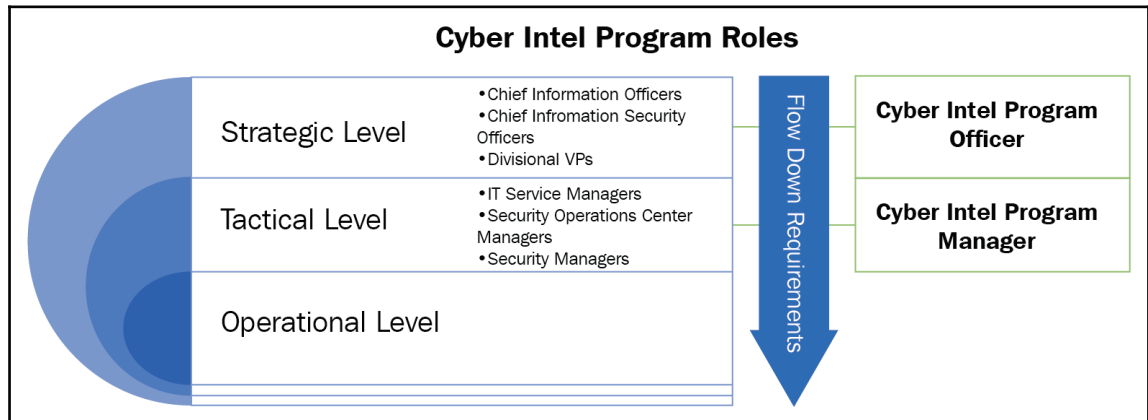 Cyber Intel Program Roles
Strategic Level
•Chief Information Officers
•Chief Infromation Security
Officers
•Divisional VPs
Tactical Level
•IT Service Managers
•Security Operations Center
Managers
•Security Managers
Operational Level
Flow Down Requirements
Cyber Intel Program
Officer
Cyber Intel Program
Manager